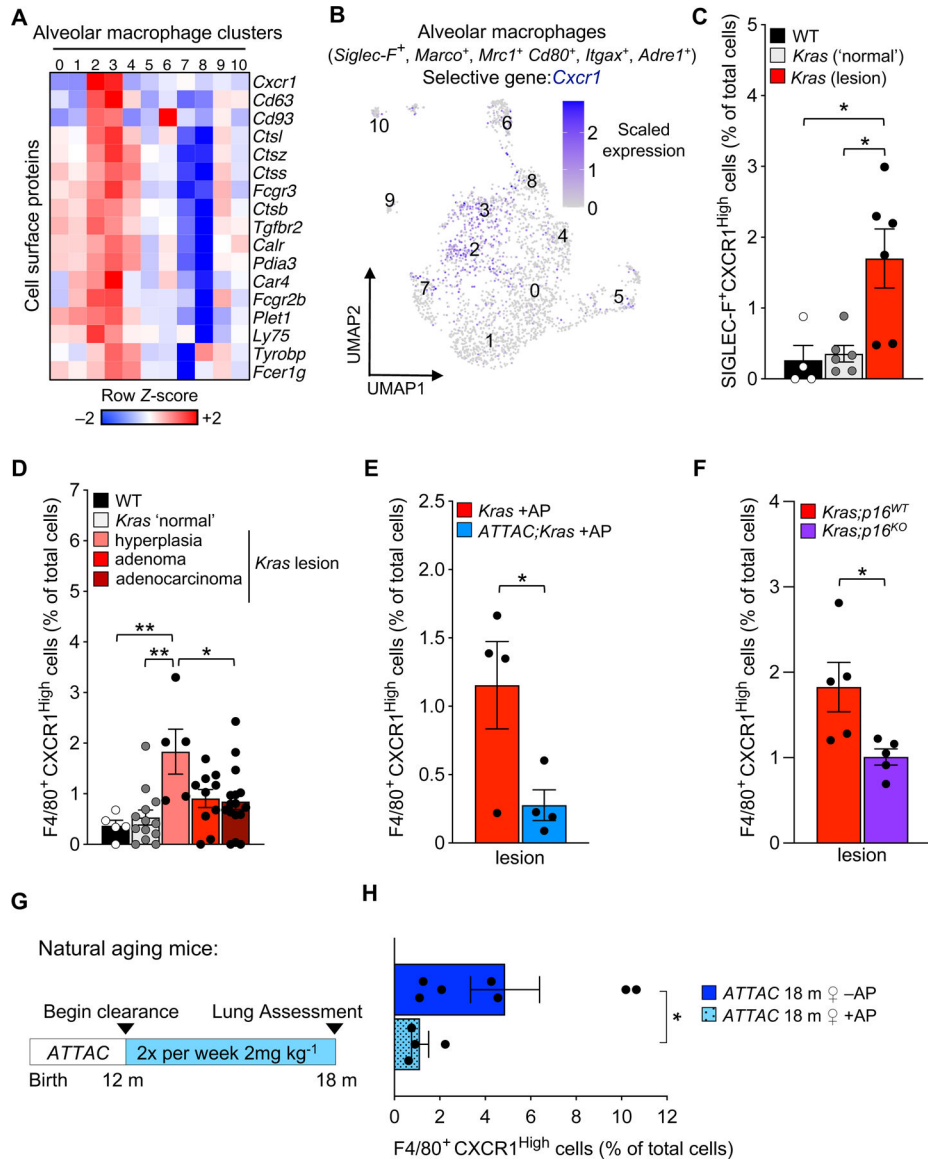 A
Alveolar macrophage clusters
0 1 2 3 4 5 6 7 8 9 10
Cell surface proteins
Cxcr1
Cd63
Cd93
Ctsl
Ctsz
Ctss
Fcgr3
Ctsb
Tgfbr2
Calr
Pdia3
Car4
Fcgr2b
Plet1
Ly75
Tyrobp
Fcer1g
Row Z-score
–2 +2
B
Alveolar macrophages
(Siglec-F+, Marco+, Mrc1+ Cd80+, Itgax+, Adre1+)
Selective gene: Cxcr1
10
6
9
8
3
4
2
7
0
5
1
2
1
0
Scaled
expression
UMAP2
UMAP1
C
WT
Kras ('normal')
Kras (lesion)
SIGLEC-F+CXCR1High cells (% of total cells)
5
4
3
2
1
0
*
*
D
WT
Kras 'normal'
hyperplasia
adenoma
adenocarcinoma
Kras lesion
F4/80+ CXCR1High cells (% of total cells)
7
6
5
4
3
2
1
0
**
**
*
E
Kras +AP
ATTAC;Kras +AP
F4/80+ CXCR1High cells (% of total cells)
2.5
2.0
1.5
1.0
0.5
0
*
lesion
F
Kras;p16WT
Kras;p16KO
F4/80+ CXCR1High cells (% of total cells)
4
3
2
1
0
*
lesion
G
Natural aging mice:
Begin clearance Lung Assessment
ATTAC 2x per week 2mg kg-1
Birth 12 m 18 m
H
ATTAC 18 m ♀ –AP
ATTAC 18 m ♀ +AP
*
0 2 4 6 8 10 12
F4/80+ CXCR1High cells (% of total cells)